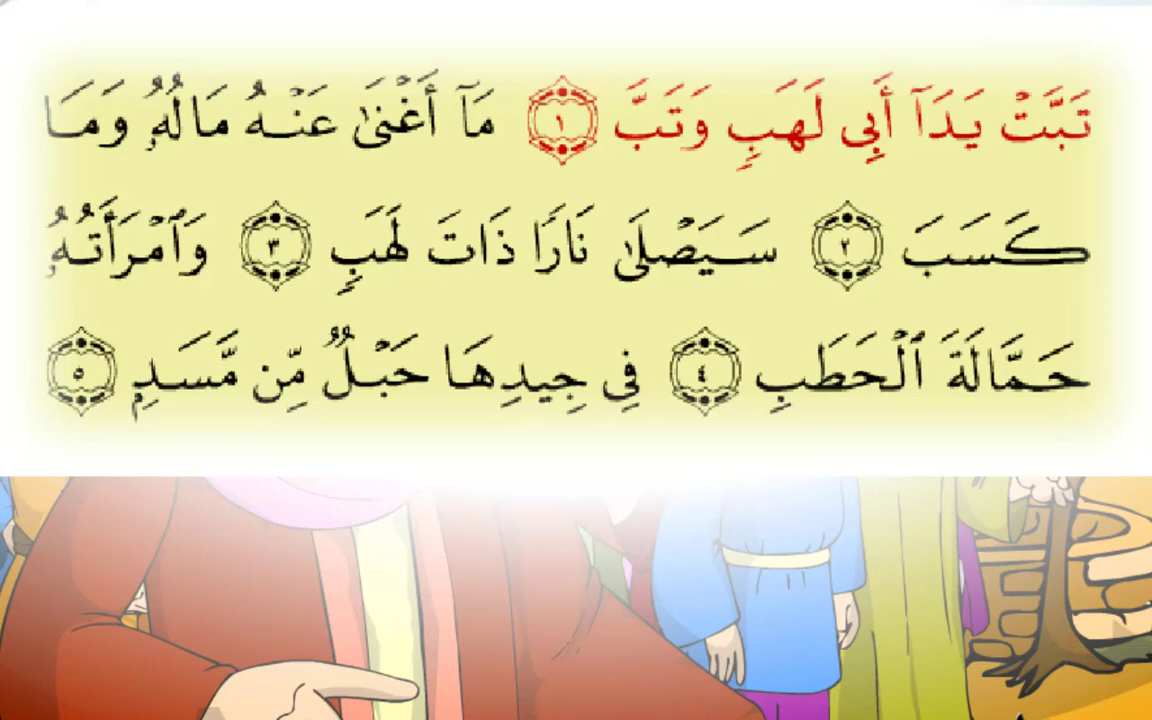 تَبَّتْ يَدَآ أَبِى لَهَبٍ وَتَبَّ ١ مَآ أَغْنَىٰ عَنْهُ مَالُهُۥ وَمَا
كَسَبَ ٢ سَيَصْلَىٰ نَارًا ذَاتَ لَهَبٍ ٣ وَٱمْرَأَتُهُۥ
حَمَّالَةَ ٱلْحَطَبِ ٤ فِى جِيدِهَا حَبْلٌ مِّن مَّسَدٍۭ ٥